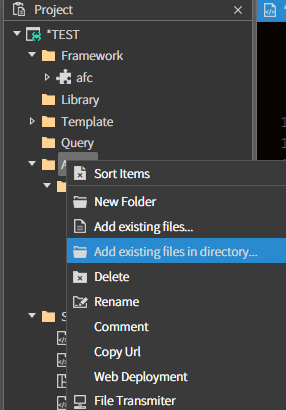 Project
*TEST
Framework
afc
Library
Template
Query
Sort Items
New Folder
Add existing files...
Add existing files in directory...
Delete
Rename
Comment
Copy Url
Web Deployment
File Transmiter